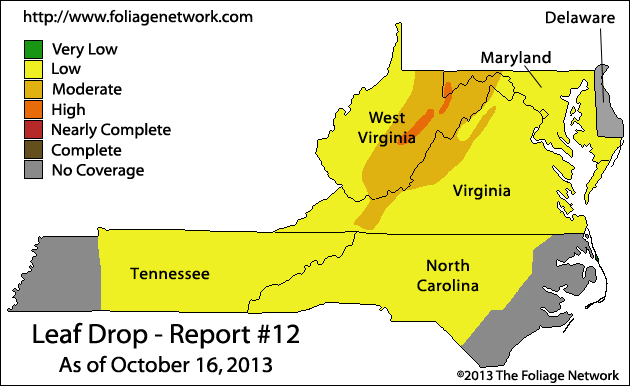 http://www.foliagenetwork.com
Very Low
Low
Moderate
High
Nearly Complete
Complete
No Coverage
Delaware
Maryland
West
Virginia
Virginia
Tennessee
North
Carolina
Leaf Drop - Report #12
As of October 16, 2013
©2013 The Foliage Network